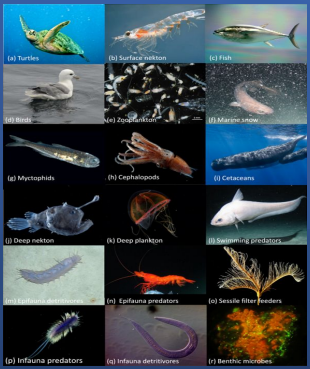 (a) Turtles
(b) Surface nekton
(c) Fish
(d) Birds
(e) Zooplankton
(f) Marine snow
(g) Myctophids
(h) Cephalopods
(i) Cetaceans
(j) Deep nekton
(k) Deep plankton
(l) Swimming predators
(m) Epifauna detritivores
(n) Epifauna predators
(o) Sessile filter feeders
(p) Infauna predators
(q) Infauna detritivores
(r) Benthic microbes